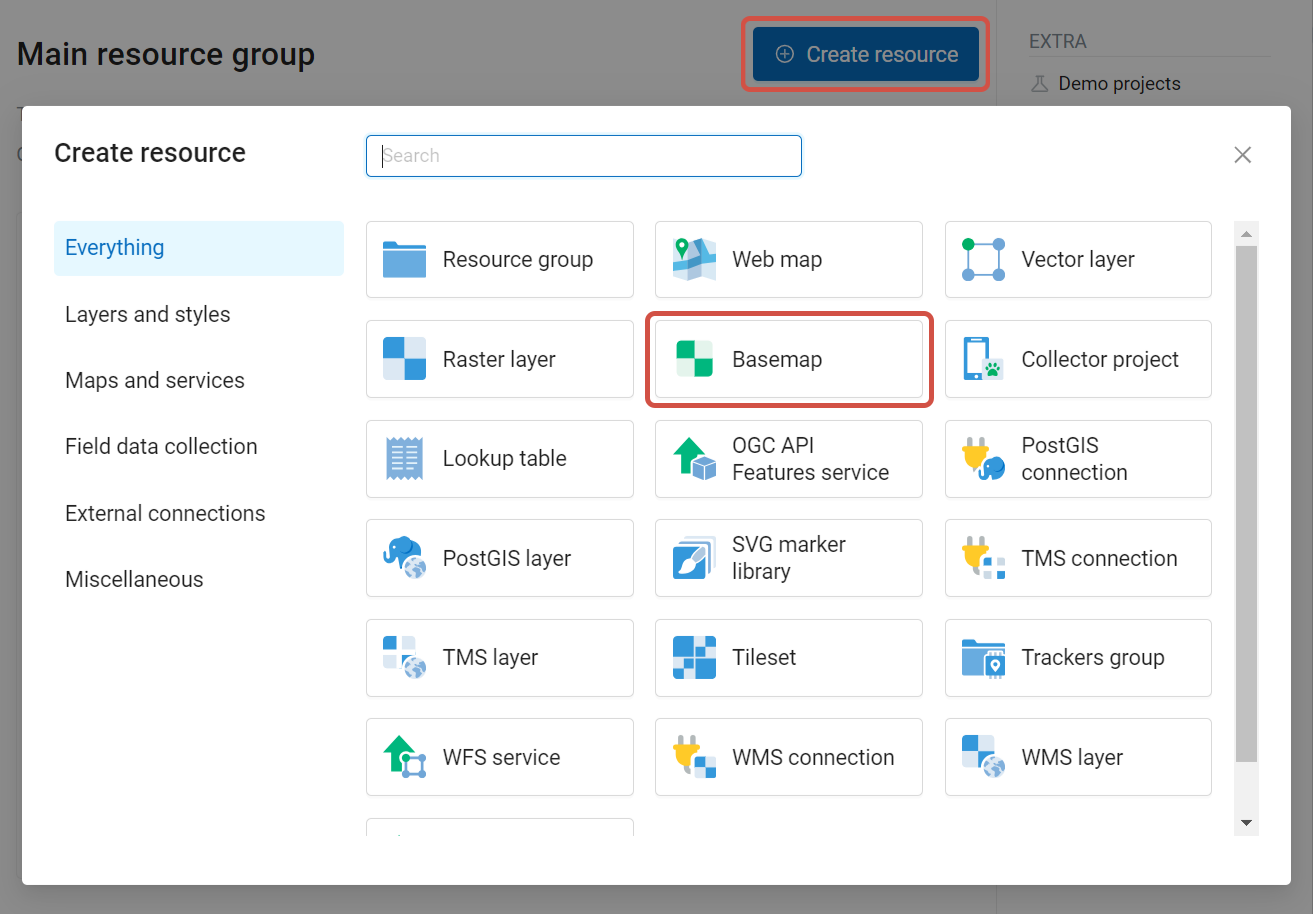 Main resource group
Create resource
EXTRA
Demo projects
Create resource
Search
Everything
Layers and styles
Maps and services
Field data collection
External connections
Miscellaneous
Resource group
Web map
Vector layer
Raster layer
Basemap
Collector project
Lookup table
OGC API
Features service
PostGIS
connection
PostGIS layer
SVG marker
library
TMS connection
TMS layer
Tileset
Trackers group
WFS service
WMS connection
WMS layer